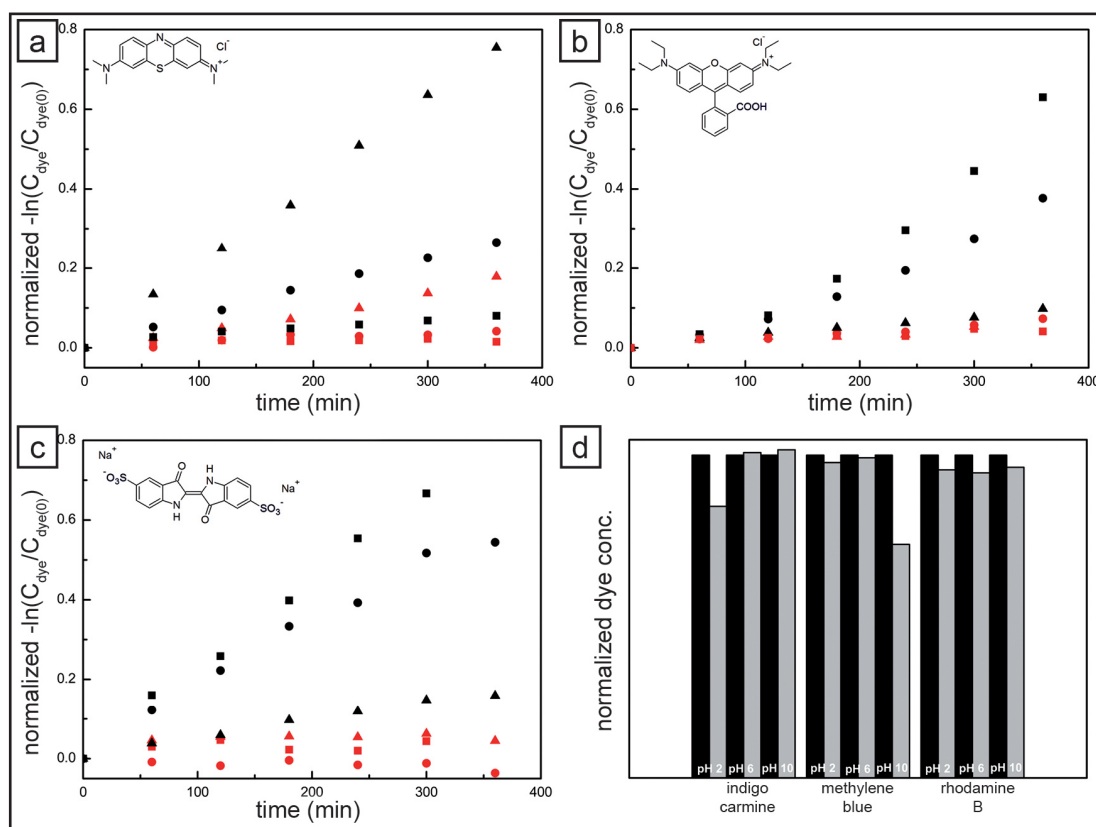 a
N
Cl⁻
N
S
N⁺
normalized -ln(C_dye/C_dye(0))
0.8
0.6
0.4
0.2
0.0
0 100 200 300 400
time (min)
b
Cl⁻
N
O
N⁺
COOH
normalized -ln(C_dye/C_dye(0))
0.8
0.6
0.4
0.2
0.0
0 100 200 300 400
time (min)
c
Na⁺
⁻O₃S
O
H
N
N
H
O
Na⁺
SO₃⁻
normalized -ln(C_dye/C_dye(0))
0.8
0.6
0.4
0.2
0.0
0 100 200 300 400
time (min)
d
normalized dye conc.
pH 2 pH 6 pH 10 pH 2 pH 6 pH 10 pH 2 pH 6 pH 10
indigo carmine
methylene blue
rhodamine B